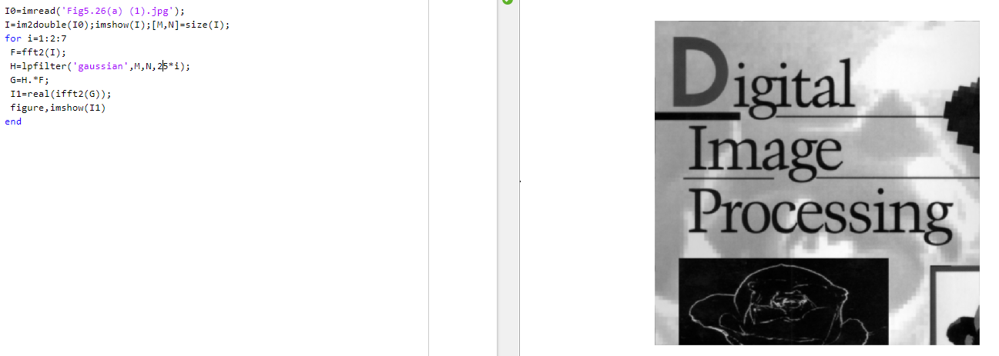 I0=imread('Fig5.26(a) (1).jpg');
I=im2double(I0);imshow(I);[M,N]=size(I);
for i=1:2:7
F=fft2(I);
H=lpfilter('gaussian',M,N,25*i);
G=H.*F;
I1=real(ifft2(G));
figure,imshow(I1)
end
Digital
Image
Processing